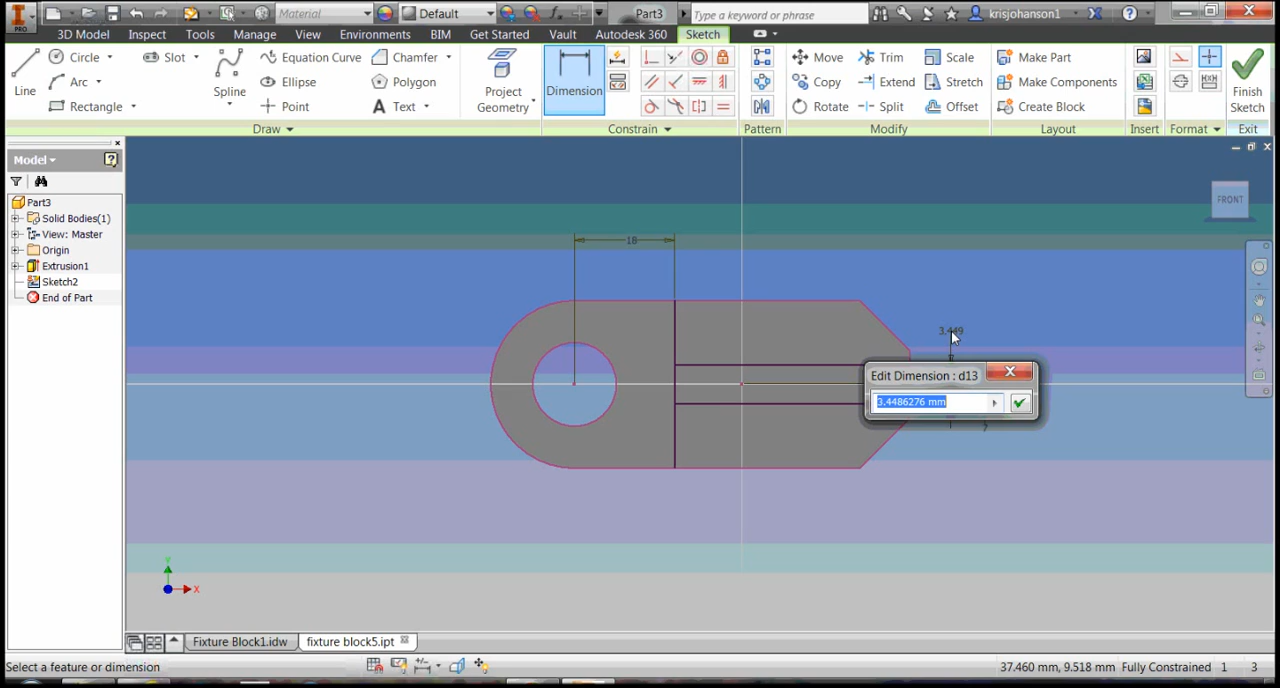 I PRO Material Default fx Part3 Type a keyword or phrase krisjohanson1 ?
3D Model Inspect Tools Manage View Environments BIM Get Started Vault Autodesk 360 Sketch
Line Circle Arc Rectangle Slot Spline Equation Curve Ellipse Point Chamfer Polygon A Text Project Geometry Dimension Move Copy Rotate Trim Extend Split Scale Stretch Offset Make Part Make Components Create Block Finish Sketch
Draw Constrain Pattern Modify Layout Insert Format Exit
Model
Part3
Solid Bodies(1)
View: Master
Origin
Extrusion1
Sketch2
End of Part
FRONT
18
3.449
Edit Dimension : d13
3.4486276 mm
Y
X
Fixture Block1.idw fixture block5.ipt
Select a feature or dimension 37.460 mm, 9.518 mm Fully Constrained 1 3